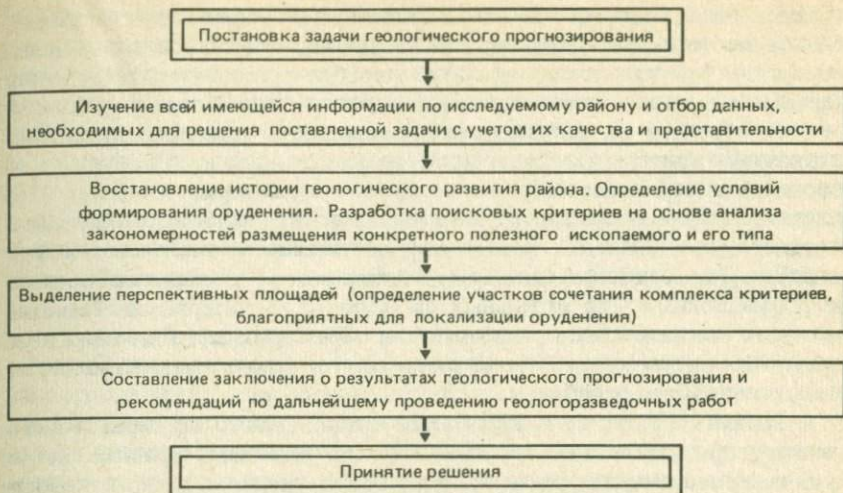 Постановка задачи геологического прогнозирования
Изучение всей имеющейся информации по исследуемому району и отбор данных,
необходимых для решения поставленной задачи с учетом их качества и представительности
Восстановление истории геологического развития района. Определение условий
формирования оруденения. Разработка поисковых критериев на основе анализа
закономерностей размещения конкретного полезного ископаемого и его типа
Выделение перспективных площадей (определение участков сочетания комплекса критериев,
благоприятных для локализации оруденения)
Составление заключения о результатах геологического прогнозирования и
рекомендаций по дальнейшему проведению геологоразведочных работ
Принятие решения